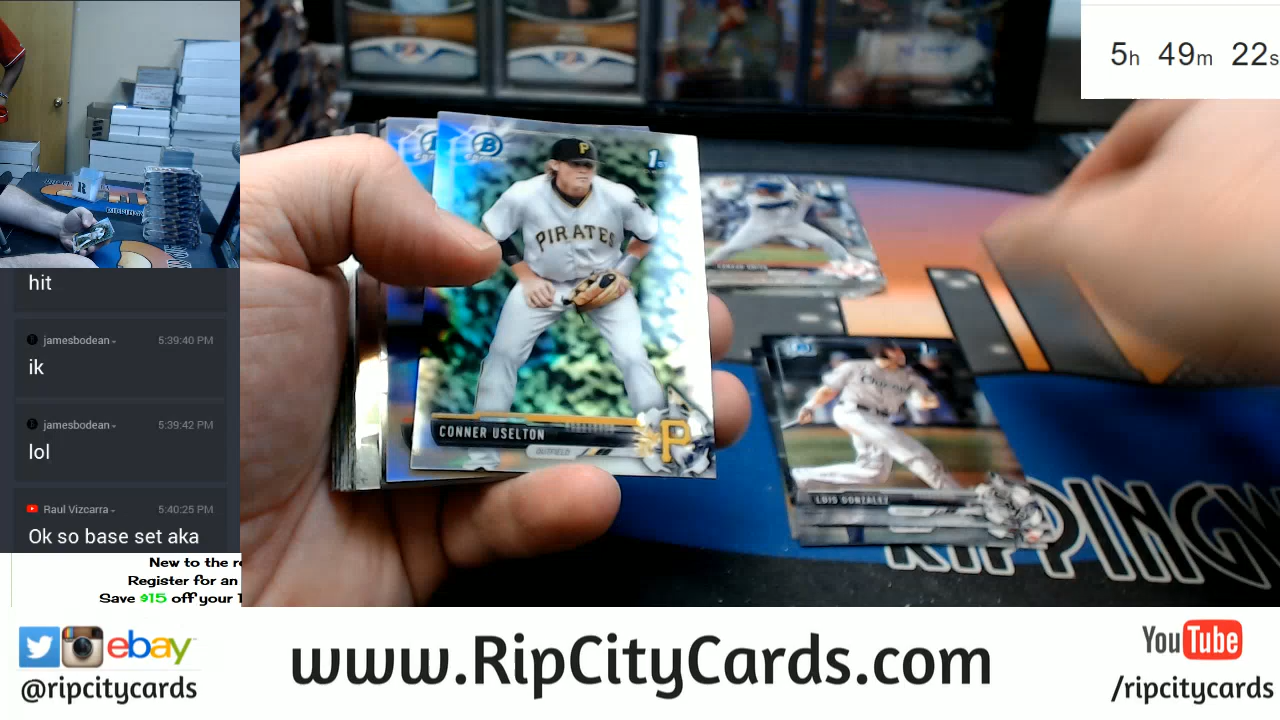 5h 49m 22s
hit
jamesbodean
5:39:40 PM
ik
jamesbodean
5:39:42 PM
lol
Raul Vizcarra
5:40:25 PM
Ok so base set aka
New to the
Register for an
Save $15 off your
B
1st
PIRATES
CONNER USELTON
OUTFIELD
P
LUIS GONZALEZ
RIPPING
ebay
@ripcitycards
www.RipCityCards.com
YouTube
/ripcitycards